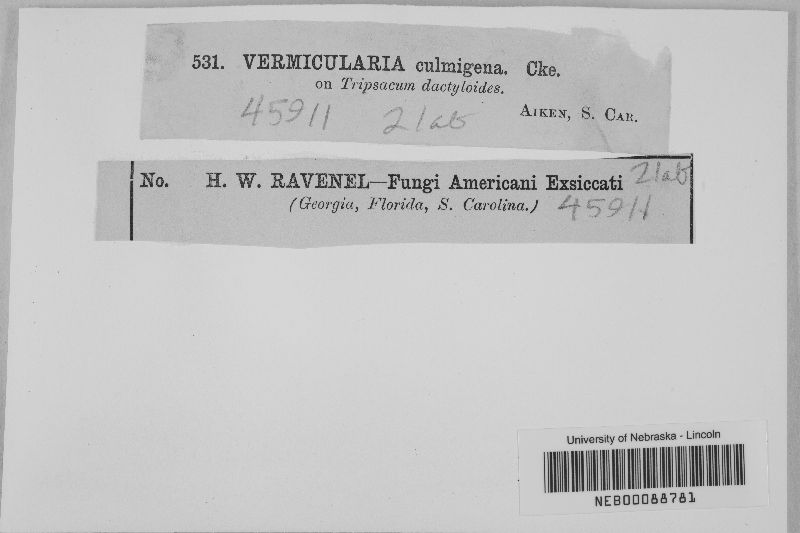 531. VERMICULARIA culmigena. Cke.
on Tripsacum dactyloides.
AIKEN, S. CAR.
45911 21ab
No. H. W. RAVENEL—Fungi Americani Exsiccati 21ab
(Georgia, Florida, S. Carolina.) 45911
University of Nebraska - Lincoln
NEB00088781